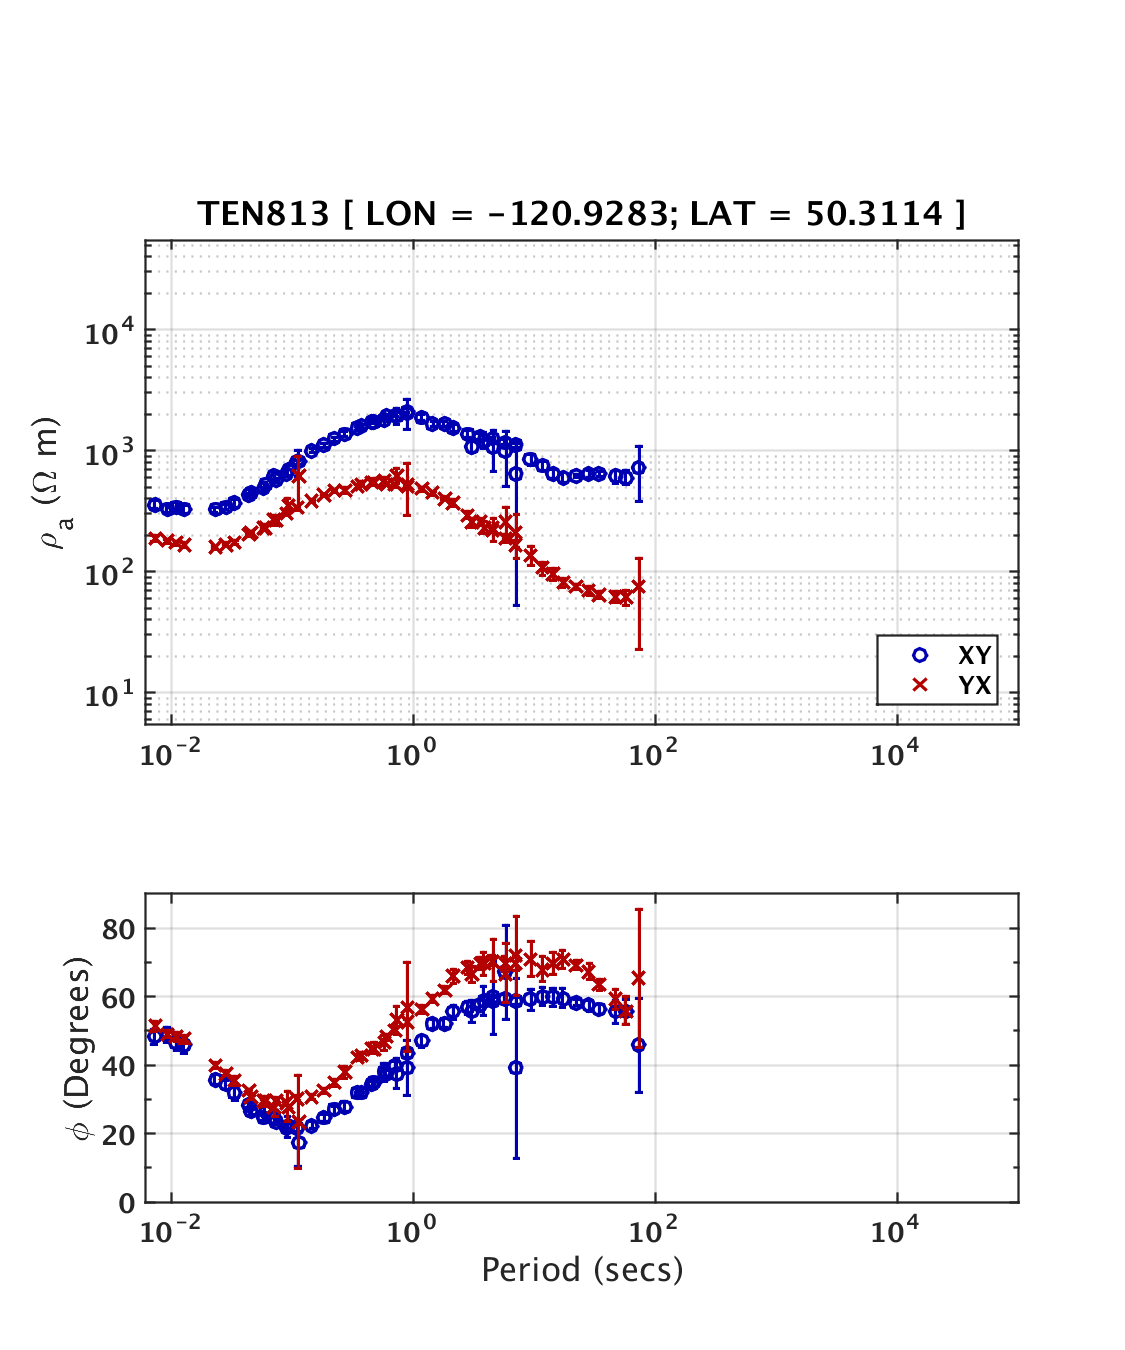 TEN813 [ LON = -120.9283; LAT = 50.3114 ]
ρa (Ω m)
10^4
10^3
10^2
10^1
XY
YX
10^-2 10^0 10^2 10^4
ϕ (Degrees)
80
60
40
20
0
10^-2 10^0 10^2 10^4
Period (secs)